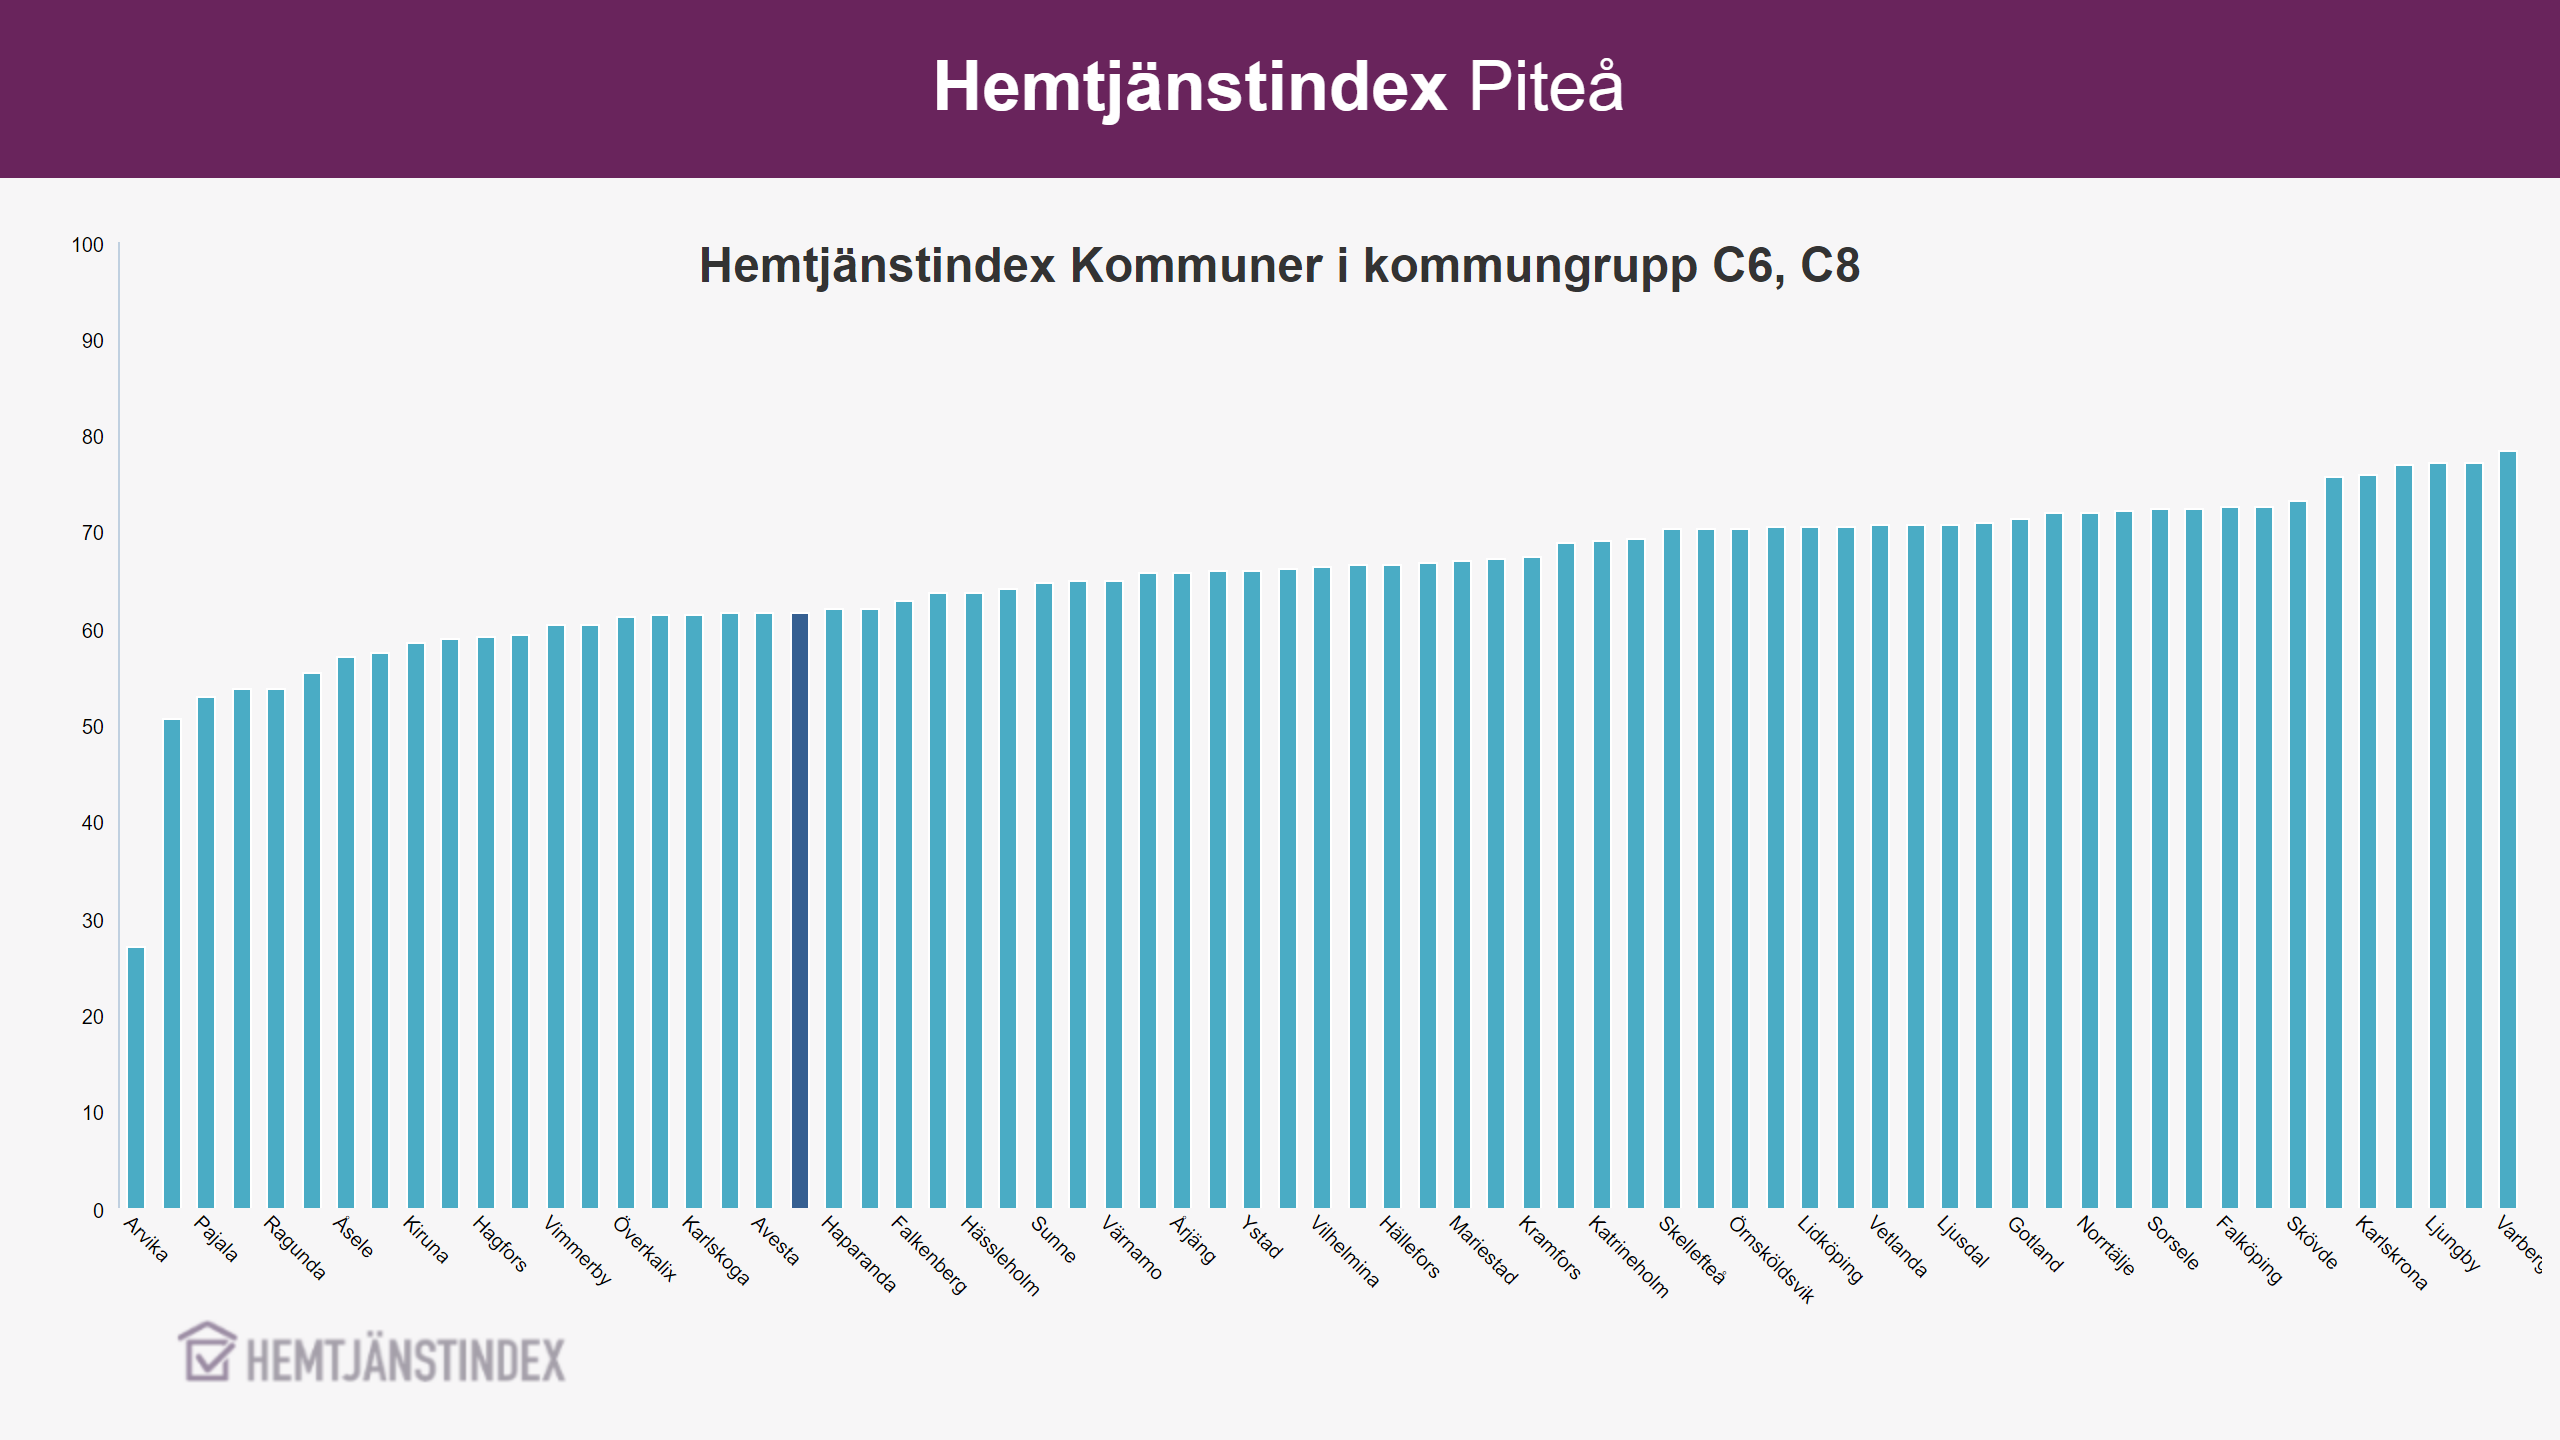 Hemtjänstindex Piteå
Hemtjänstindex Kommuner i kommungrupp C6, C8
100
90
80
70
60
50
40
30
20
10
0
Arvika
Pajala
Ragunda
Åsele
Kiruna
Hagfors
Vimmerby
Överkalix
Karlskoga
Avesta
Haparanda
Falkenberg
Hässleholm
Sunne
Värnamo
Årjäng
Ystad
Vilhelmina
Hällefors
Mariestad
Kramfors
Katrineholm
Skellefteå
Örnsköldsvik
Lidköping
Vetlanda
Ljusdal
Gotland
Norrtälje
Sorsele
Falköping
Skövde
Karlskrona
Ljungby
Varberg
HEMTJÄNSTINDEX